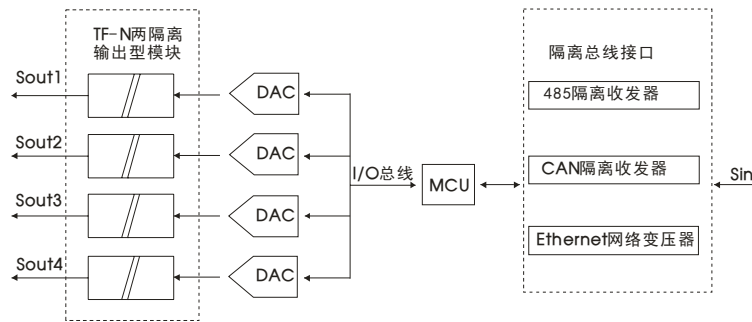 TF-N两隔离
输出型模块
隔离总线接口
Sout1
DAC
485隔离收发器
Sout2
DAC
I/O总线
MCU
CAN隔离收发器
Sin
Sout3
DAC
Ethernet网络变压器
Sout4
DAC